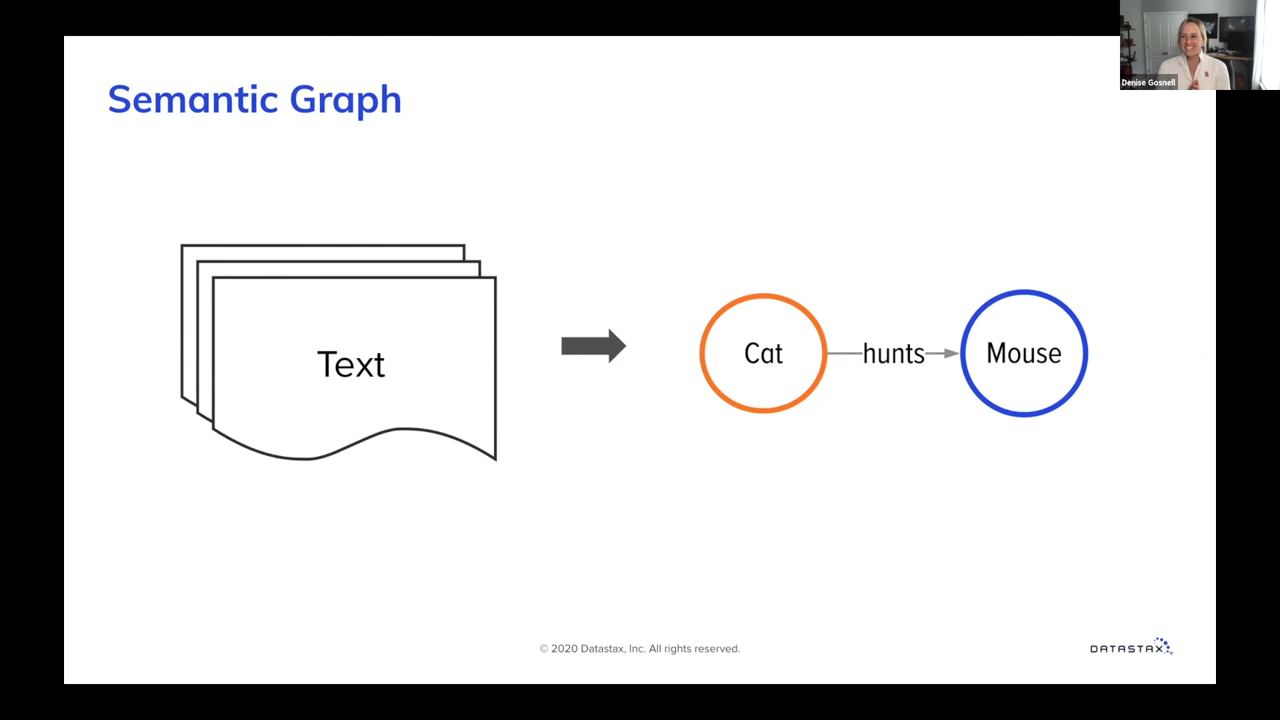 Denise Gosnell
Semantic Graph
Text
Cat
hunts
Mouse
© 2020 Datastax, Inc. All rights reserved.
DATASTAX